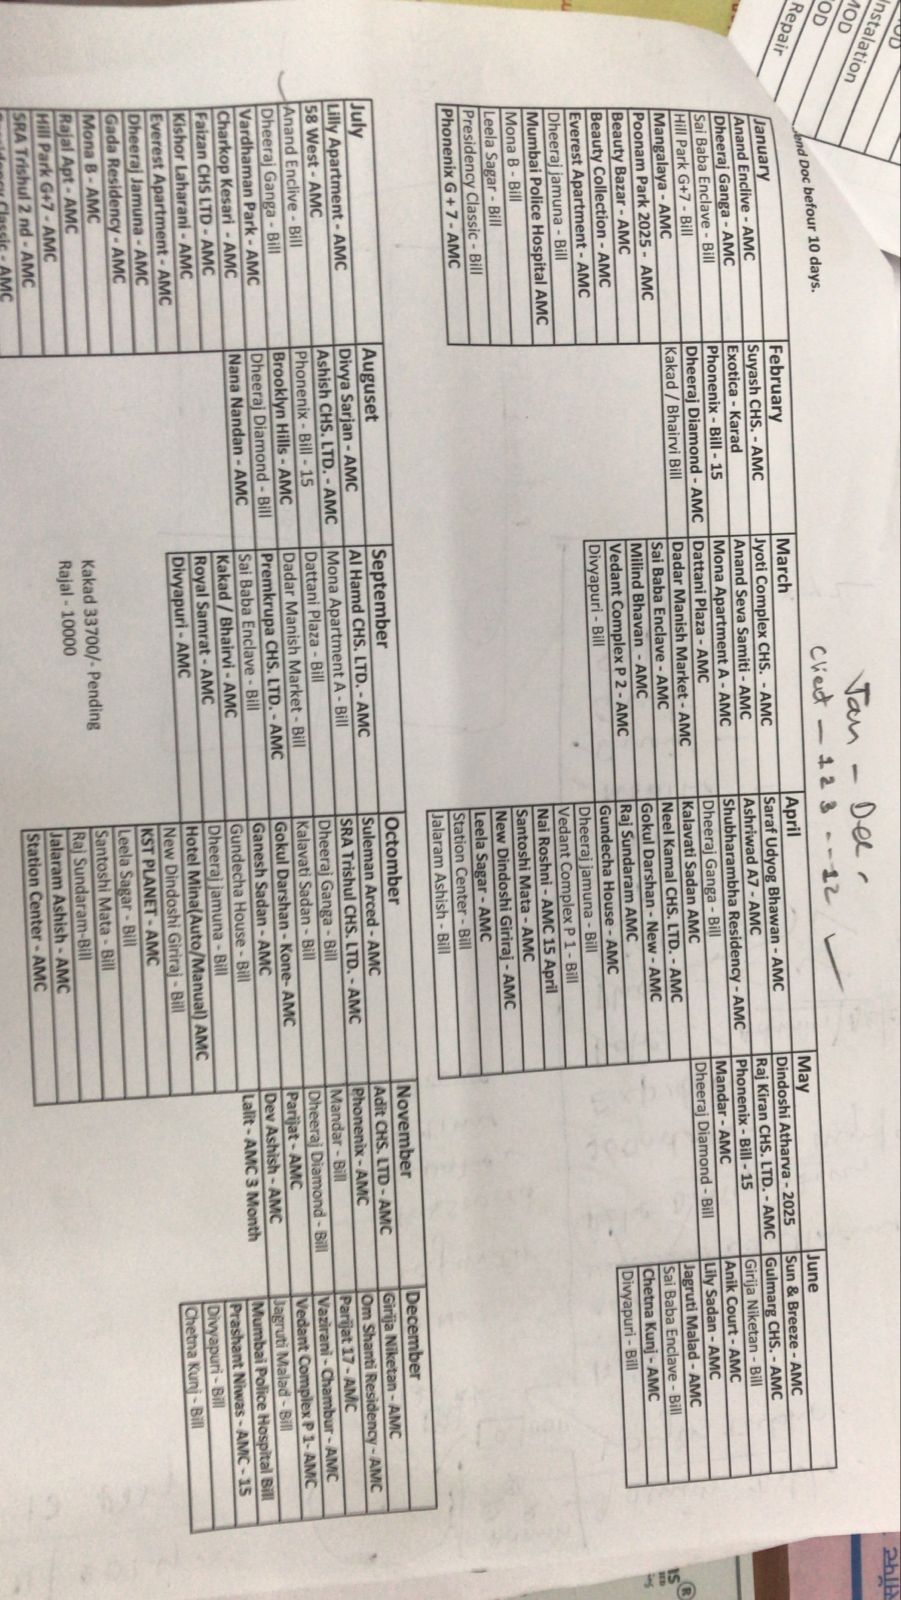 OD
Instalation
MOD
OD
Repair
Jan - Dec.
Client - 1 2 3 - - 12 ✓
end Doc befour 10 days.
January
Anand Enclive - AMC
Dheeraj Ganga - AMC
Sai Baba Enclave - Bill
Hill Park G+7 - Bill
Mangalaya - AMC
Poonam Park 2025 - AMC
Beauty Bazar - AMC
Beauty Collection - AMC
Everest Apartment - AMC
Dheeraj jamuna - Bill
Mumbai Police Hospital AMC
Mona B - Bill
Leela Sagar - Bill
Presidency Classic - Bill
Phonenix G + 7 - AMC
February
Suyash CHS. - AMC
Exotica - Karad
Phonenix - Bill - 15
Dheeraj Diamond - AMC
Kakad / Bhairvi Bill
March
Jyoti Complex CHS. - AMC
Anand Seva Samiti - AMC
Mona Apartment A - AMC
Dattani Plaza - AMC
Dadar Manish Market - AMC
Sai Baba Enclave - AMC
Milind Bhavan - AMC
Vedant Complex P 2 - AMC
Divyapuri - Bill
April
Saraf Udyog Bhawan - AMC
Ashriwad A7 - AMC
Shubharambha Residency - AMC
Dheeraj Ganga - Bill
Kalavati Sadan AMC
Neel Kamal CHS. LTD. - AMC
Gokul Darshan - New - AMC
Raj Sundaram AMC
Gundecha House - AMC
Dheeraj jamuna - Bill
Vedant Complex P 1 - Bill
Nai Roshni - AMC 15 April
Santoshi Mata - AMC
New Dindoshi Giriraj - AMC
Leela Sagar - AMC
Station Center - Bill
Jalaram Ashish - Bill
May
Dindoshi Atharva - 2025
Raj Kiran CHS. LTD. - AMC
Phonenix - Bill - 15
Mandar - AMC
Dheeraj Diamond - Bill
June
Sun & Breeze - AMC
Gulmarg CHS. - AMC
Girija Niketan - Bill
Anik Court - AMC
Lily Sadan - AMC
Jagruti Malad - AMC
Sai Baba Enclave - Bill
Chetna Kunj - AMC
Divyapuri - Bill
July
Lilly Apartment - AMC
58 West - AMC
Anand Enclive - Bill
Dheeraj Ganga - Bill
Vardhaman Park - AMC
Charkop Kesari - AMC
Faizan CHS LTD - AMC
Kishor Laharani - AMC
Everest Apartment - AMC
Dheeraj Jamuna - AMC
Gada Residency - AMC
Mona B - AMC
Rajal Apt - AMC
Hill Park G+7 - AMC
SRA Trishul 2 nd - AMC
Classic - AMC
Auguset
Divya Sarjan - AMC
Ashish CHS. LTD. - AMC
Phonenix - Bill - 15
Brooklyn Hills - AMC
Dheeraj Diamond - Bill
Nana Nandan - AMC
September
Al Hamd CHS. LTD. - AMC
Mona Apartment A - Bill
Dattani Plaza - Bill
Dadar Manish Market - Bill
Premkrupa CHS. LTD. - AMC
Sai Baba Enclave - Bill
Kakad / Bhairvi - AMC
Royal Samrat - AMC
Divyapuri - AMC
Kakad 33700/- Pending
Rajal - 10000
Octomber
Suleman Arced - AMC
SRA Trishul CHS. LTD. - AMC
Dheeraj Ganga - Bill
Kalavati Sadan - Bill
Gokul Darshan - Kone- AMC
Ganesh Sadan - AMC
Gundecha House - Bill
Dheeraj jamuna - Bill
Hotel Mina(Auto/Manual) AMC
New Dindoshi Giriraj - Bill
KST PLANET - AMC
Leela Sagar - Bill
Santoshi Mata - Bill
Raj Sundaram-Bill
Jalaram Ashish - AMC
Station Center - AMC
November
Adit CHS. LTD - AMC
Phonenix - AMC
Mandar - Bill
Dheeraj Diamond - Bill
Parijat - AMC
Dev Ashish - AMC
Lalit - AMC 3 Month
December
Girija Niketan - AMC
Om Shanti Residency - AMC
Parijat 17 - AMC
Vazirani - Chambur - AMC
Vedant Complex P 1- AMC
Jagruti Malad - Bill
Mumbai Police Hospital Bill
Prashant Niwas - AMC - 15
Divyapuri - Bill
Chetna Kunj - Bill